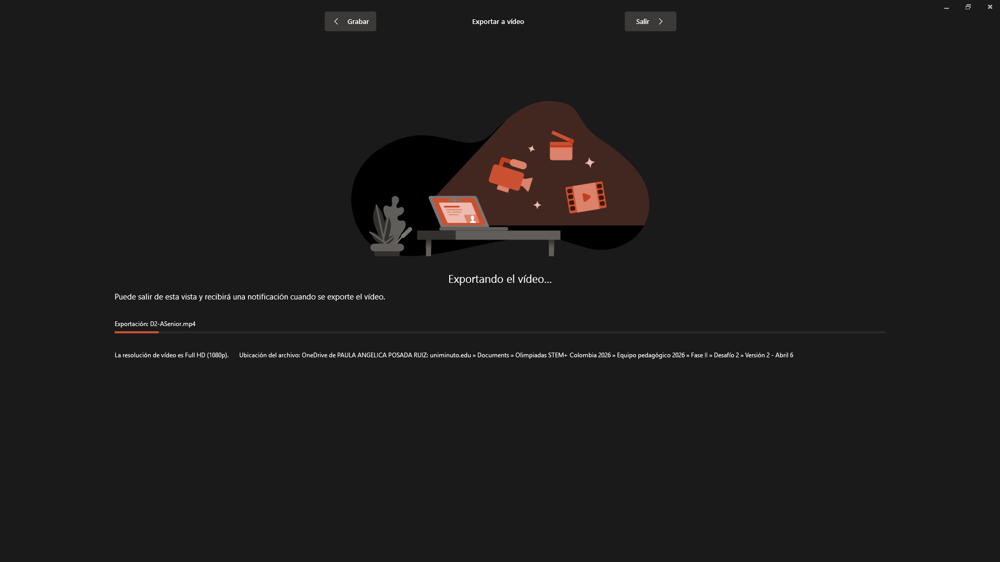 Grabar
Exportar a vídeo
Salir
Exportando el vídeo...
Puede salir de esta vista y recibirá una notificación cuando se exporte el vídeo.
Exportación: D2-ASenior.mp4
La resolución de vídeo es Full HD (1080p). Ubicación del archivo: OneDrive de PAULA ANGELICA POSADA RUIZ: uniminuto.edu » Documents » Olimpiadas STEM+ Colombia 2026 » Equipo pedagógico 2026 » Fase II » Desafío 2 » Versión 2 - Abril 6